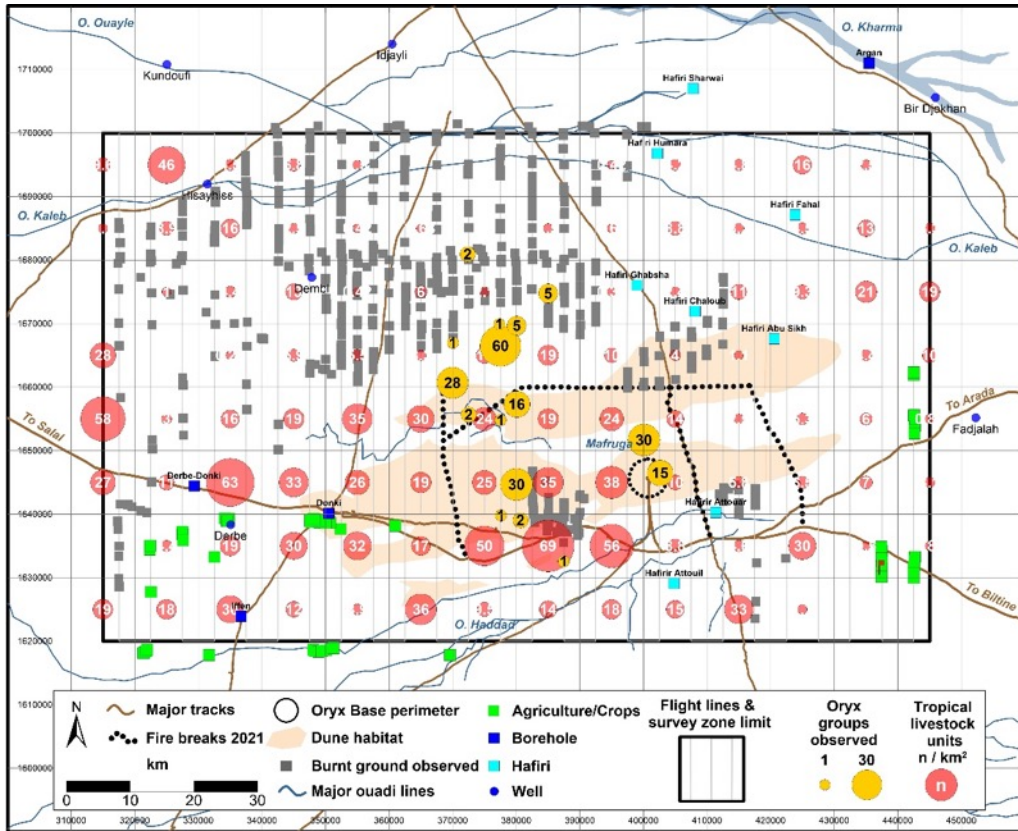 O. Ouayle
O. Kharma
Idjayli
Kundoufi
Argan
Hafiri Sharwai
Bir Djekhan
1710000
1700000
Hafiri Humara
46
16
1690000
Hisayhiss
O. Kaleb
Hafiri Fahal
16
13
O. Kaleb
1680000
2
Demci
Hafiri Ghabsha
5
11
21
19
Hafiri Chaloub
1670000
1
5
Hafiri Abu Sikh
1
60
28
19
10
10
1660000
28
16
To Arada
58
16
19
35
30
2
24
1
19
24
6
Fadjalah
To Salal
1650000
30
Mafruga
27
Derbe-Donki
63
33
26
19
25
30
35
38
15
7
Donki
Hafrir Attouar
1640000
1
2
Derbe
19
30
32
17
50
69
56
30
1
1630000
Hafirir Attouil
To Biltine
19
18
Iffen
12
36
14
18
15
33
O. Haddad
1620000
1610000
1600000
N
Major tracks
Fire breaks 2021
km
0 10 20 30
Oryx Base perimeter
Dune habitat
Burnt ground observed
Major ouadi lines
Agriculture/Crops
Borehole
Hafiri
Well
Flight lines &
survey zone limit
Oryx
groups
observed
1 30
Tropical
livestock
units
n / km²
n
310000 320000 330000 340000 350000 360000 370000 380000 390000 400000 410000 420000 430000 440000 450000